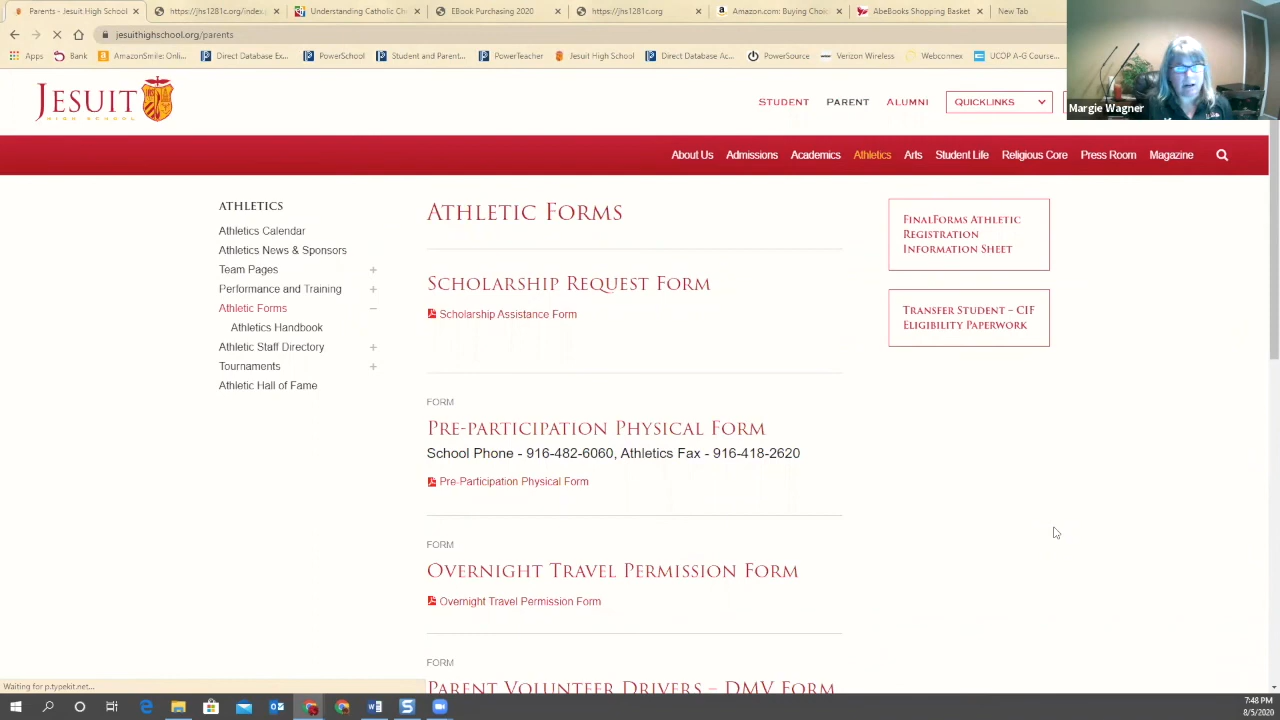 Parents - Jesuit High School
https://jhs1281c.org/index.
Understanding Catholic Ch
EBook Purchasing 2020
https://jhs1281c.org
Amazon.com: Buying Choi
AbeBooks Shopping Basket
New Tab
jesuithighschool.org/parents
Apps
Bank
AmazonSmile: Onli...
Direct Database Ex...
PowerSchool
Student and Parent...
PowerTeacher
Jesuit High School
Direct Database Ac...
PowerSource
Verizon Wireless
Webconnex
UCOP A-G Course...
Margie Wagner
JESUIT
HIGH SCHOOL
STUDENT
PARENT
ALUMNI
QUICKLINKS
About Us
Admissions
Academics
Athletics
Arts
Student Life
Religious Core
Press Room
Magazine
ATHLETICS
Athletics Calendar
Athletics News & Sponsors
Team Pages +
Performance and Training +
Athletic Forms –
Athletics Handbook
Athletic Staff Directory +
Tournaments +
Athletic Hall of Fame
ATHLETIC FORMS
SCHOLARSHIP REQUEST FORM
Scholarship Assistance Form
FORM
PRE-PARTICIPATION PHYSICAL FORM
School Phone - 916-482-6060, Athletics Fax - 916-418-2620
Pre-Participation Physical Form
FORM
OVERNIGHT TRAVEL PERMISSION FORM
Overnight Travel Permission Form
FORM
PARENT VOLUNTEER DRIVERS – DMV FORM
FINALFORMS ATHLETIC
REGISTRATION
INFORMATION SHEET
TRANSFER STUDENT – CIF
ELIGIBILITY PAPERWORK
Waiting for p.typekit.net...
7:48 PM
8/5/2020